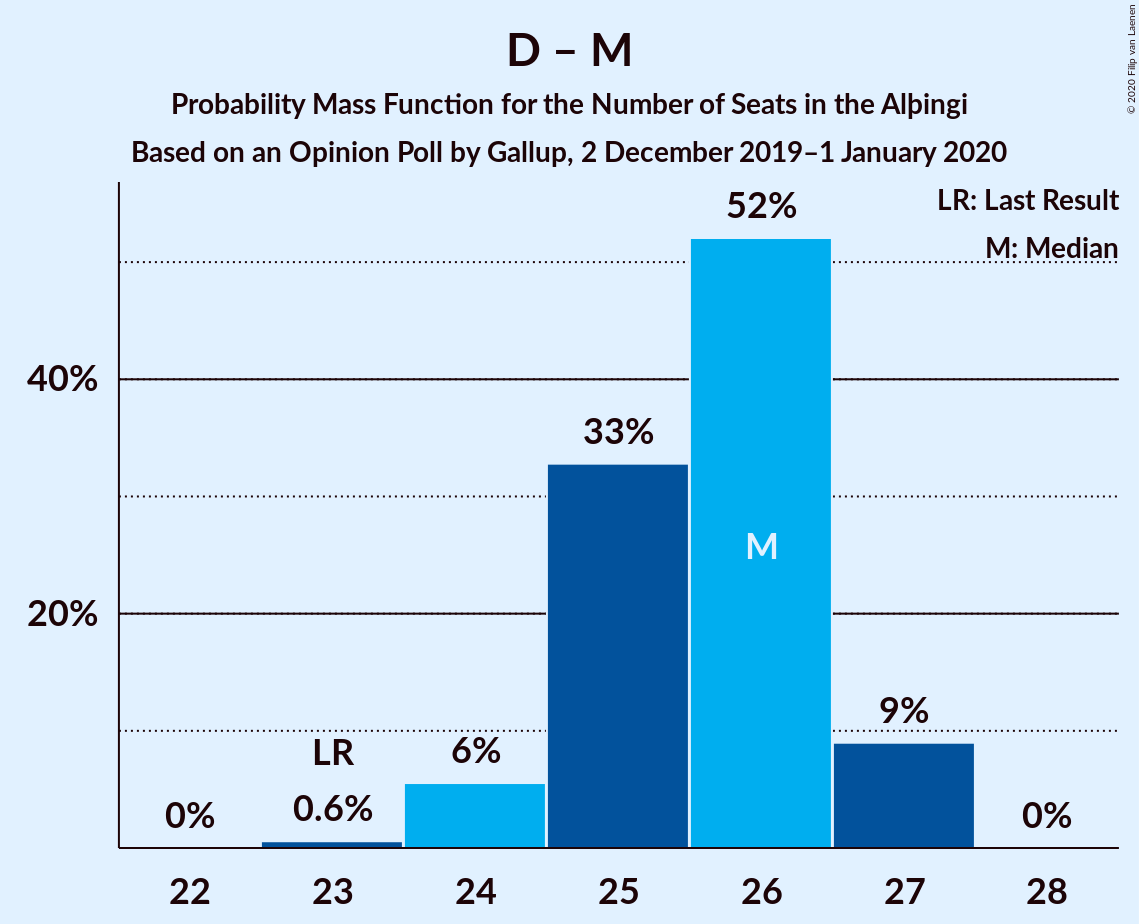 D – M
Probability Mass Function for the Number of Seats in the Alþingi
Based on an Opinion Poll by Gallup, 2 December 2019–1 January 2020
© 2020 Filip van Laenen
LR: Last Result
M: Median
52%
40%
33%
M
20%
9%
LR
6%
0%
0.6%
0%
22 23 24 25 26 27 28